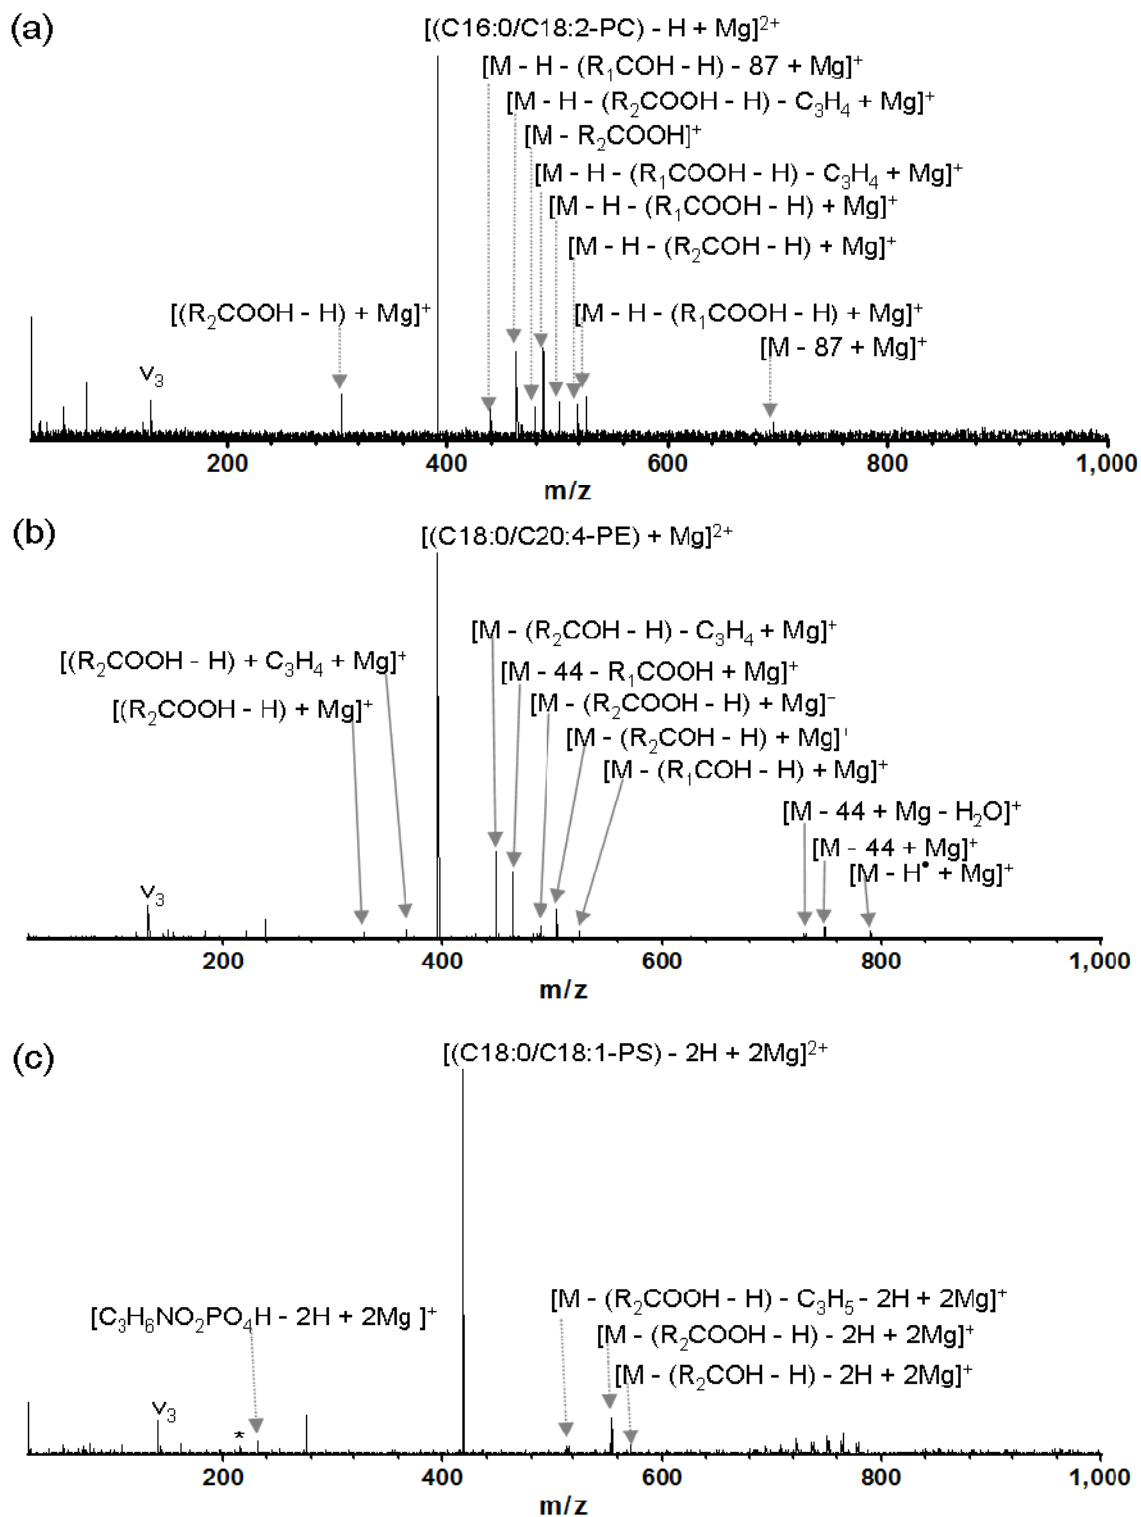 (a)
[(C16:0/C18:2-PC) - H + Mg]²⁺
[M - H - (R₁COH - H) - 87 + Mg]⁺
[M - H - (R₂COOH - H) - C₃H₄ + Mg]⁺
[M - R₂COOH]⁺
[M - H - (R₁COOH - H) - C₃H₄ + Mg]⁺
[M - H - (R₁COOH - H) + Mg]⁺
[M - H - (R₂COH - H) + Mg]⁺
[(R₂COOH - H) + Mg]⁺
[M - H - (R₁COOH - H) + Mg]⁺
[M - 87 + Mg]⁺
V₃
200 400 600 800 1,000
m/z
(b)
[(C18:0/C20:4-PE) + Mg]²⁺
[M - (R₂COH - H) - C₃H₄ + Mg]⁺
[(R₂COOH - H) + C₃H₄ + Mg]⁺
[M - 44 - R₁COOH + Mg]⁺
[(R₂COOH - H) + Mg]⁺
[M - (R₂COOH - H) + Mg]⁺
[M - (R₂COH - H) + Mg]⁺
[M - (R₁COH - H) + Mg]⁺
[M - 44 + Mg - H₂O]⁺
[M - 44 + Mg]⁺
[M - H• + Mg]⁺
V₃
200 400 600 800 1,000
m/z
(c)
[(C18:0/C18:1-PS) - 2H + 2Mg]²⁺
[M - (R₂COOH - H) - C₃H₅ - 2H + 2Mg]⁺
[C₃H₆NO₂PO₄H - 2H + 2Mg ]⁺
[M - (R₂COOH - H) - 2H + 2Mg]⁺
[M - (R₂COH - H) - 2H + 2Mg]⁺
V₃
*
200 400 600 800 1,000
m/z